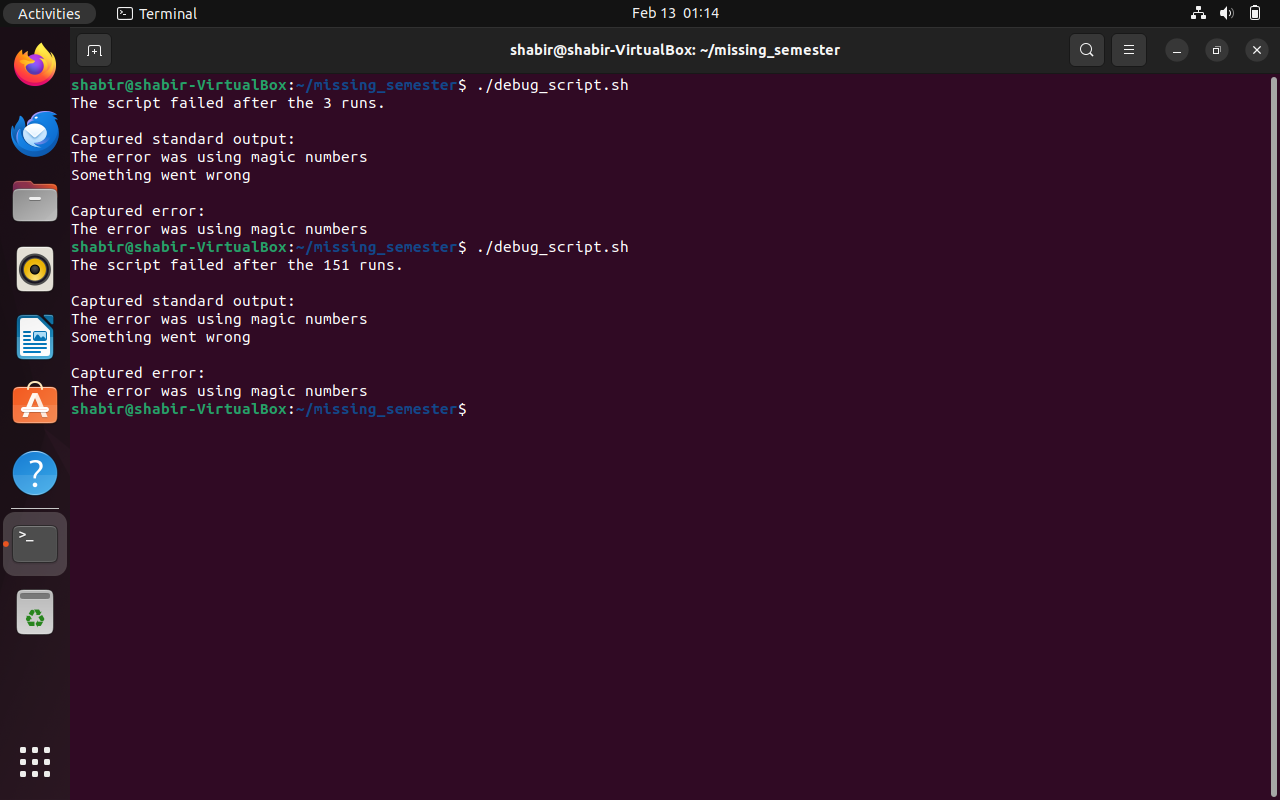 Activities
Terminal
Feb 13 01:14
shabir@shabir-VirtualBox: ~/missing_semester
shabir@shabir-VirtualBox:~/missing_semester$ ./debug_script.sh
The script failed after the 3 runs.
Captured standard output:
The error was using magic numbers
Something went wrong
Captured error:
The error was using magic numbers
shabir@shabir-VirtualBox:~/missing_semester$ ./debug_script.sh
The script failed after the 151 runs.
Captured standard output:
The error was using magic numbers
Something went wrong
Captured error:
The error was using magic numbers
shabir@shabir-VirtualBox:~/missing_semester$